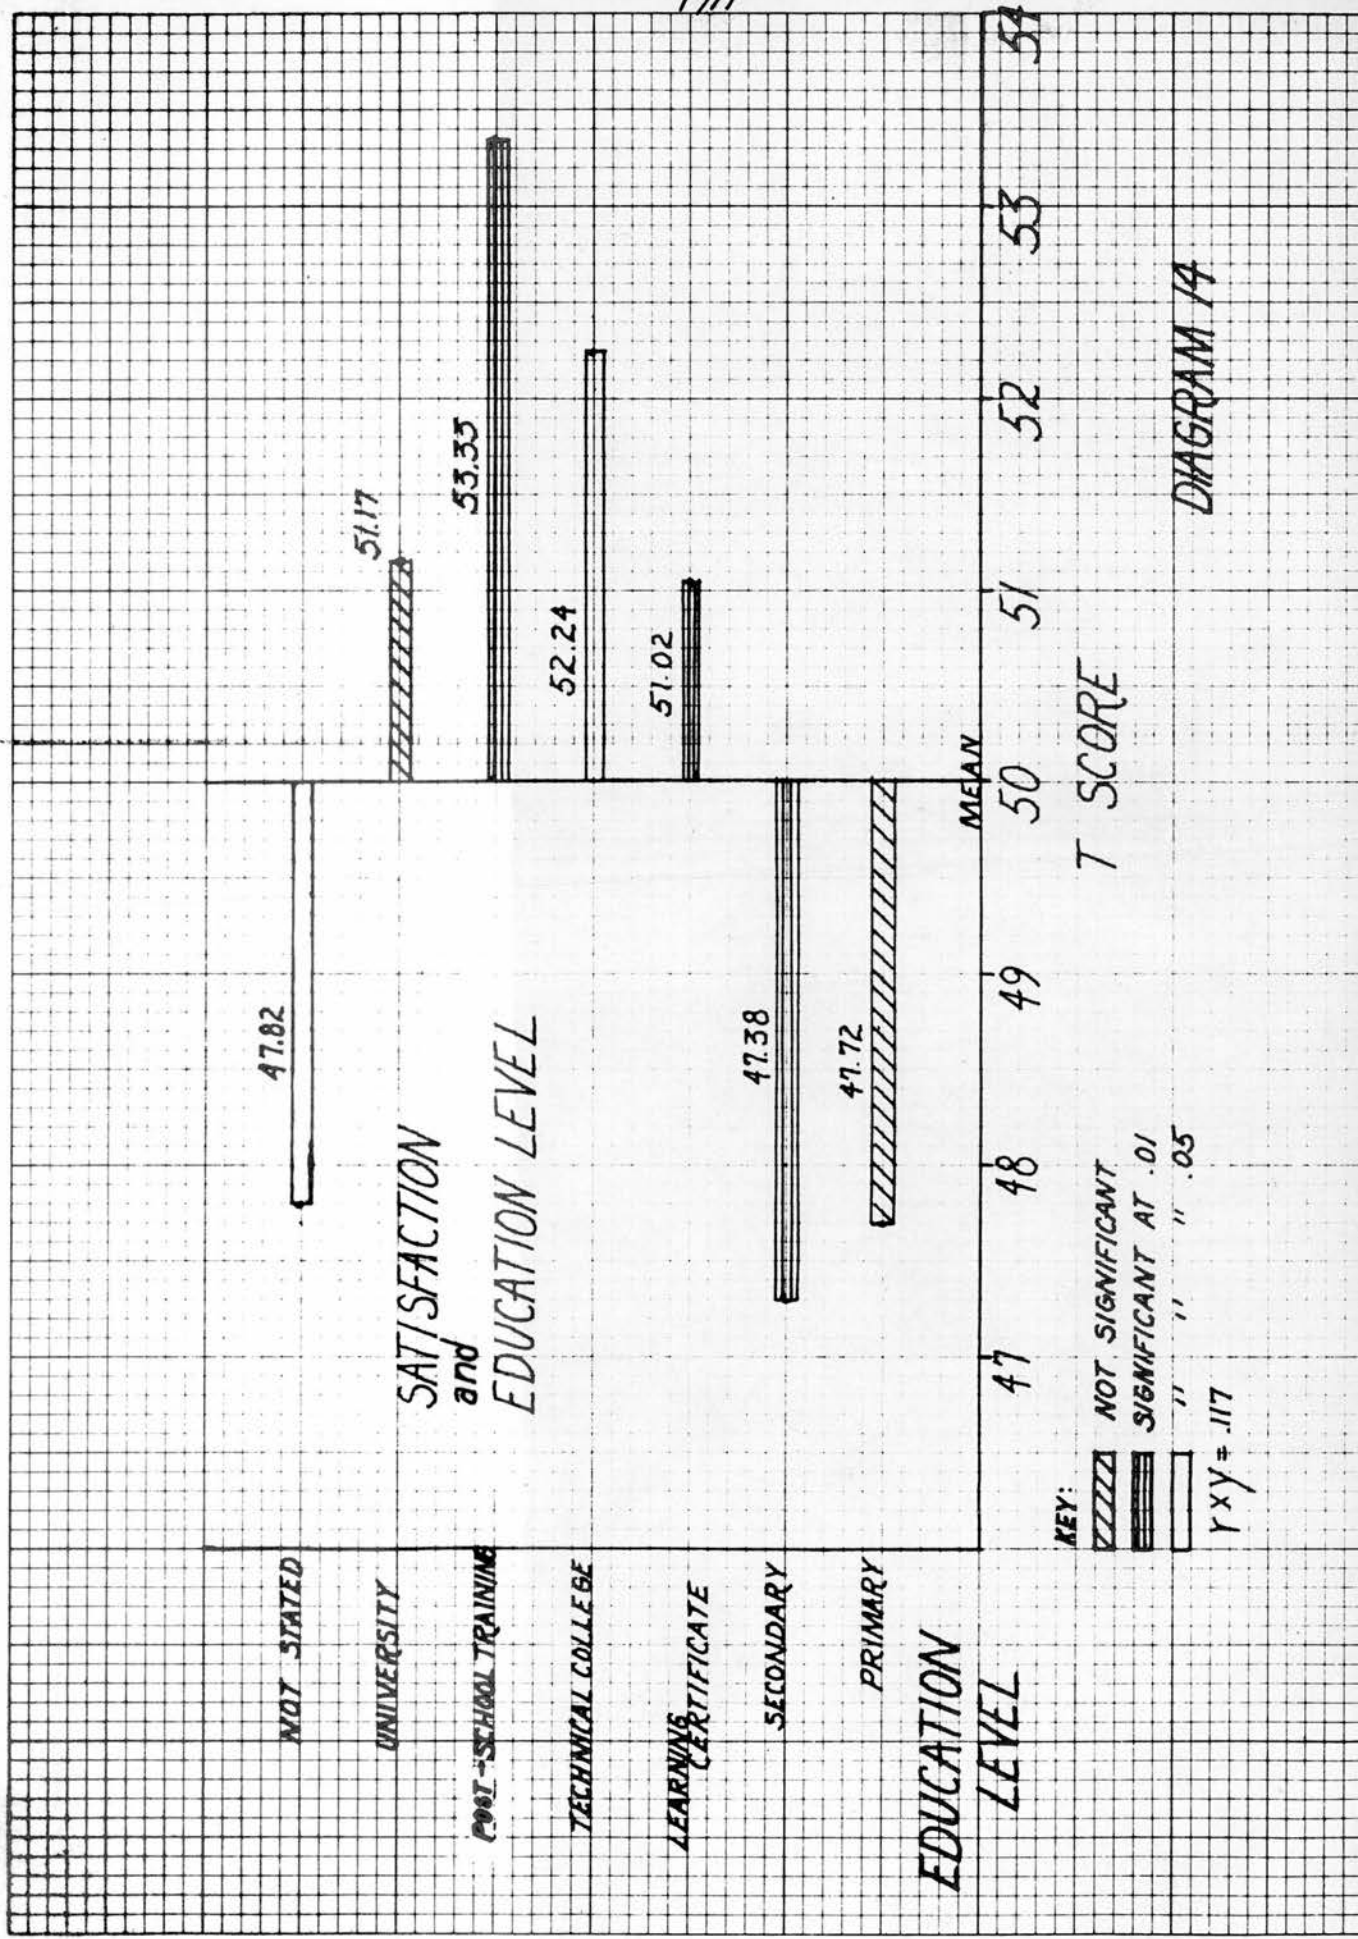 SATISFACTION
and
EDUCATION LEVEL
NOT STATED
47.82
UNIVERSITY
51.17
POST-SCHOOL TRAINING
53.33
TECHNICAL COLLEGE
52.24
LEARNING
CERTIFICATE
51.02
SECONDARY
47.38
PRIMARY
47.72
EDUCATION
LEVEL
MEAN
47 48 49 50 51 52 53 54
T SCORE
KEY:
NOT SIGNIFICANT
SIGNIFICANT AT .01
" " " .05
rxy = .117
DIAGRAM 14